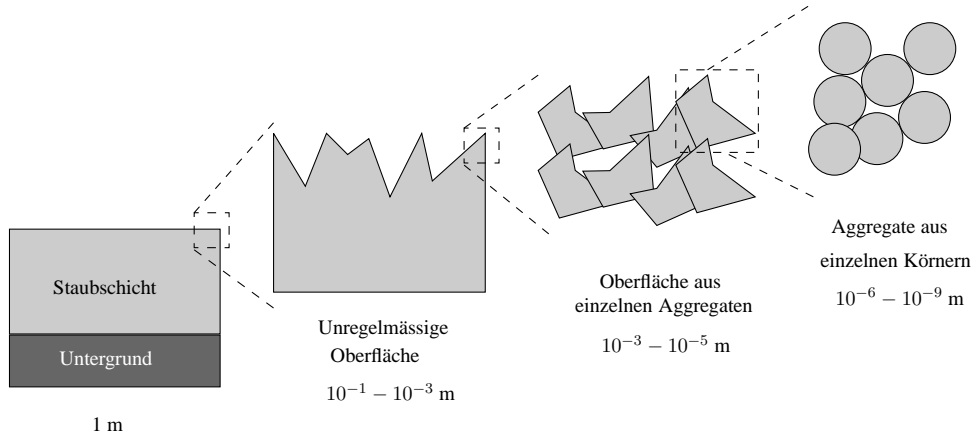 Staubschicht
Untergrund
1 m
Unregelmässige
Oberfläche
10⁻¹ − 10⁻³ m
Oberfläche aus
einzelnen Aggregaten
10⁻³ − 10⁻⁵ m
Aggregate aus
einzelnen Körnern
10⁻⁶ − 10⁻⁹ m